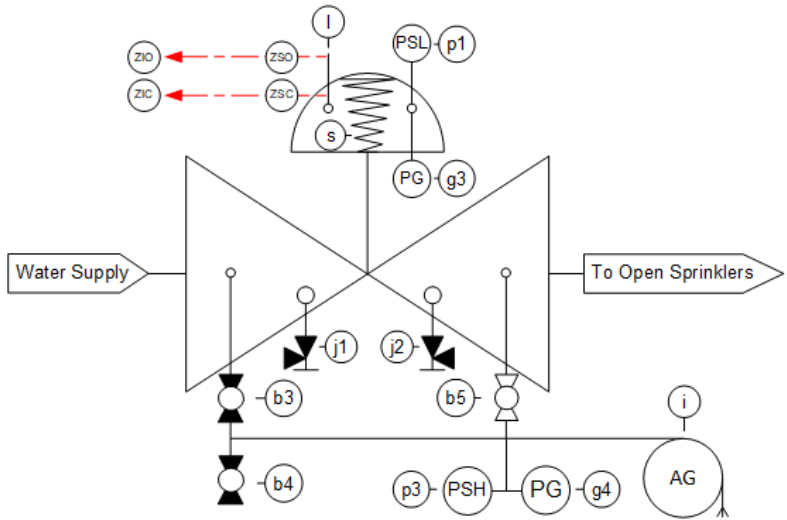 l
ZIO ZSO PSL p1
ZIC ZSC
s
PG g3
Water Supply
To Open Sprinklers
j1 j2
b3 b5 i
b4 p3 PSH PG g4 AG